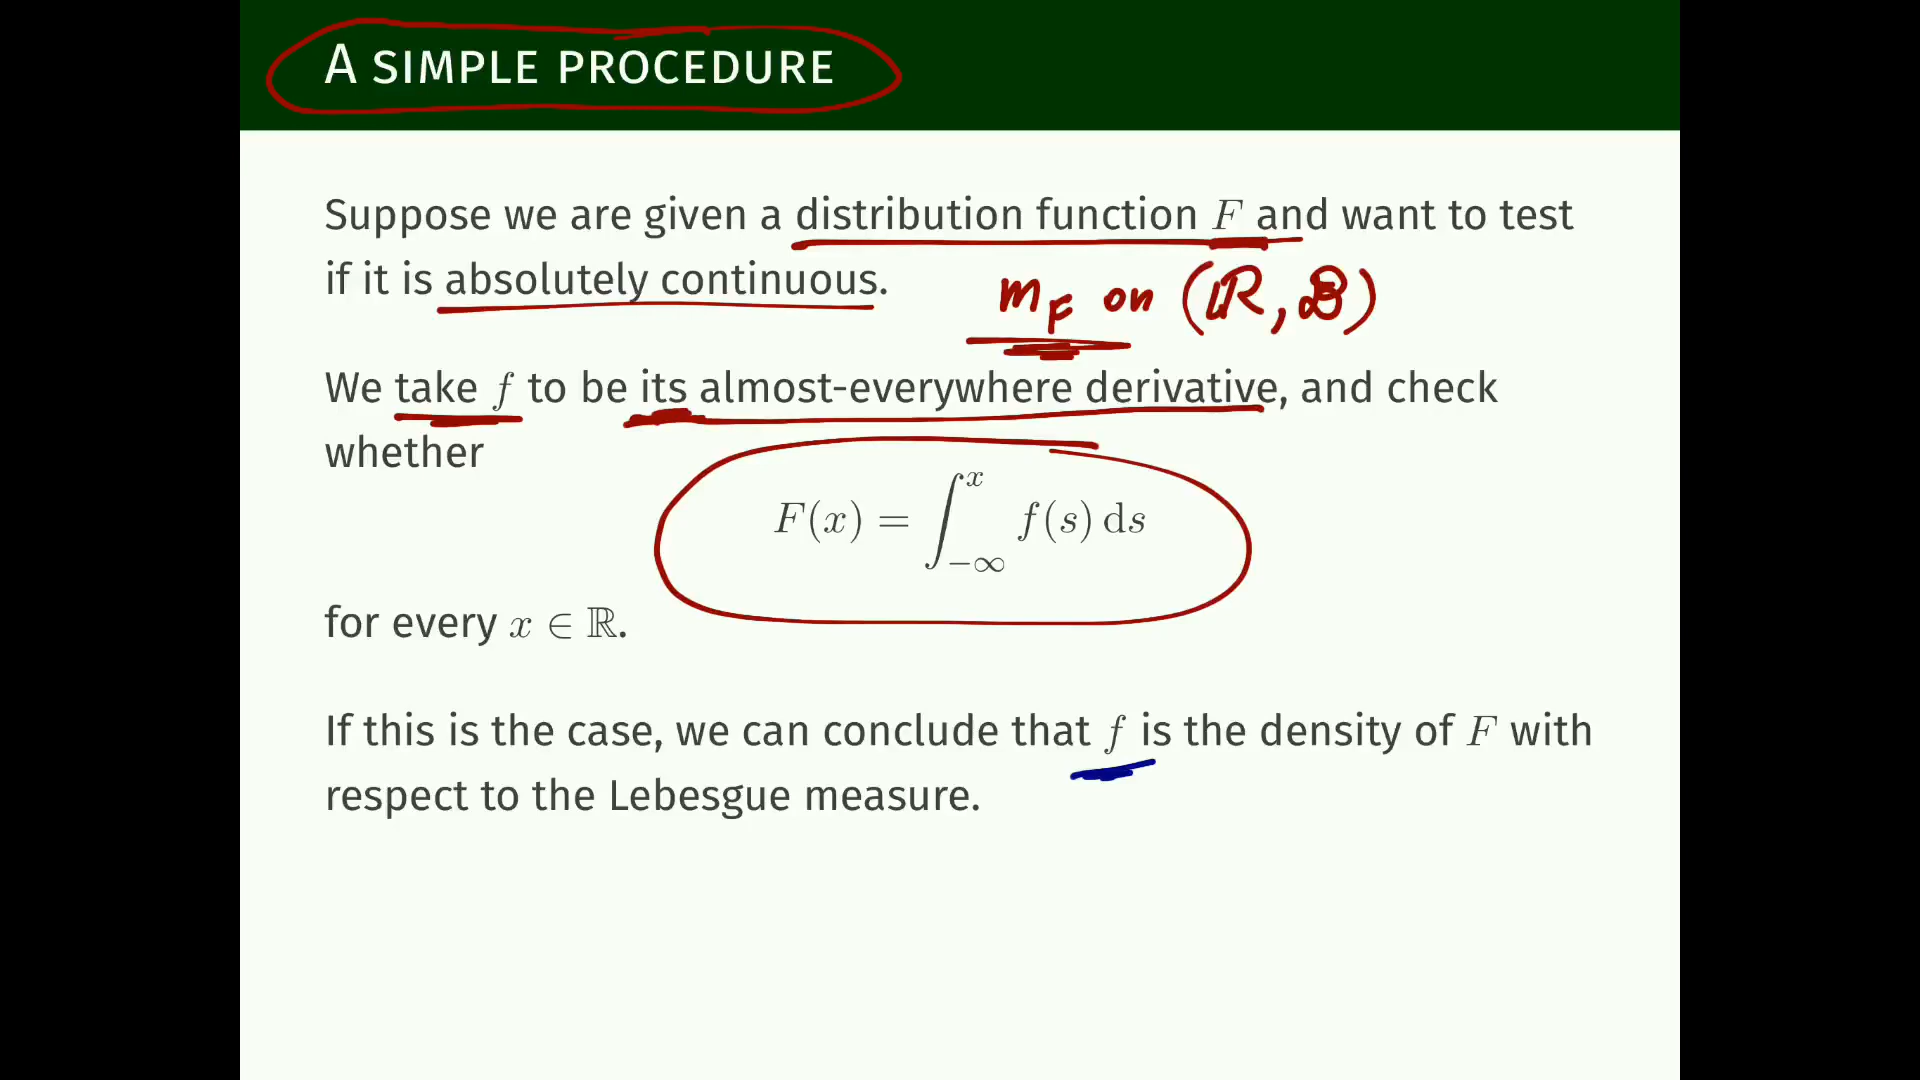 A SIMPLE PROCEDURE
Suppose we are given a distribution function F and want to test
if it is absolutely continuous.
m_F on (ℝ, ℬ)
We take f to be its almost-everywhere derivative, and check
whether
F(x) = ∫_{-∞}^{x} f(s) ds
for every x ∈ ℝ.
If this is the case, we can conclude that f is the density of F with
respect to the Lebesgue measure.